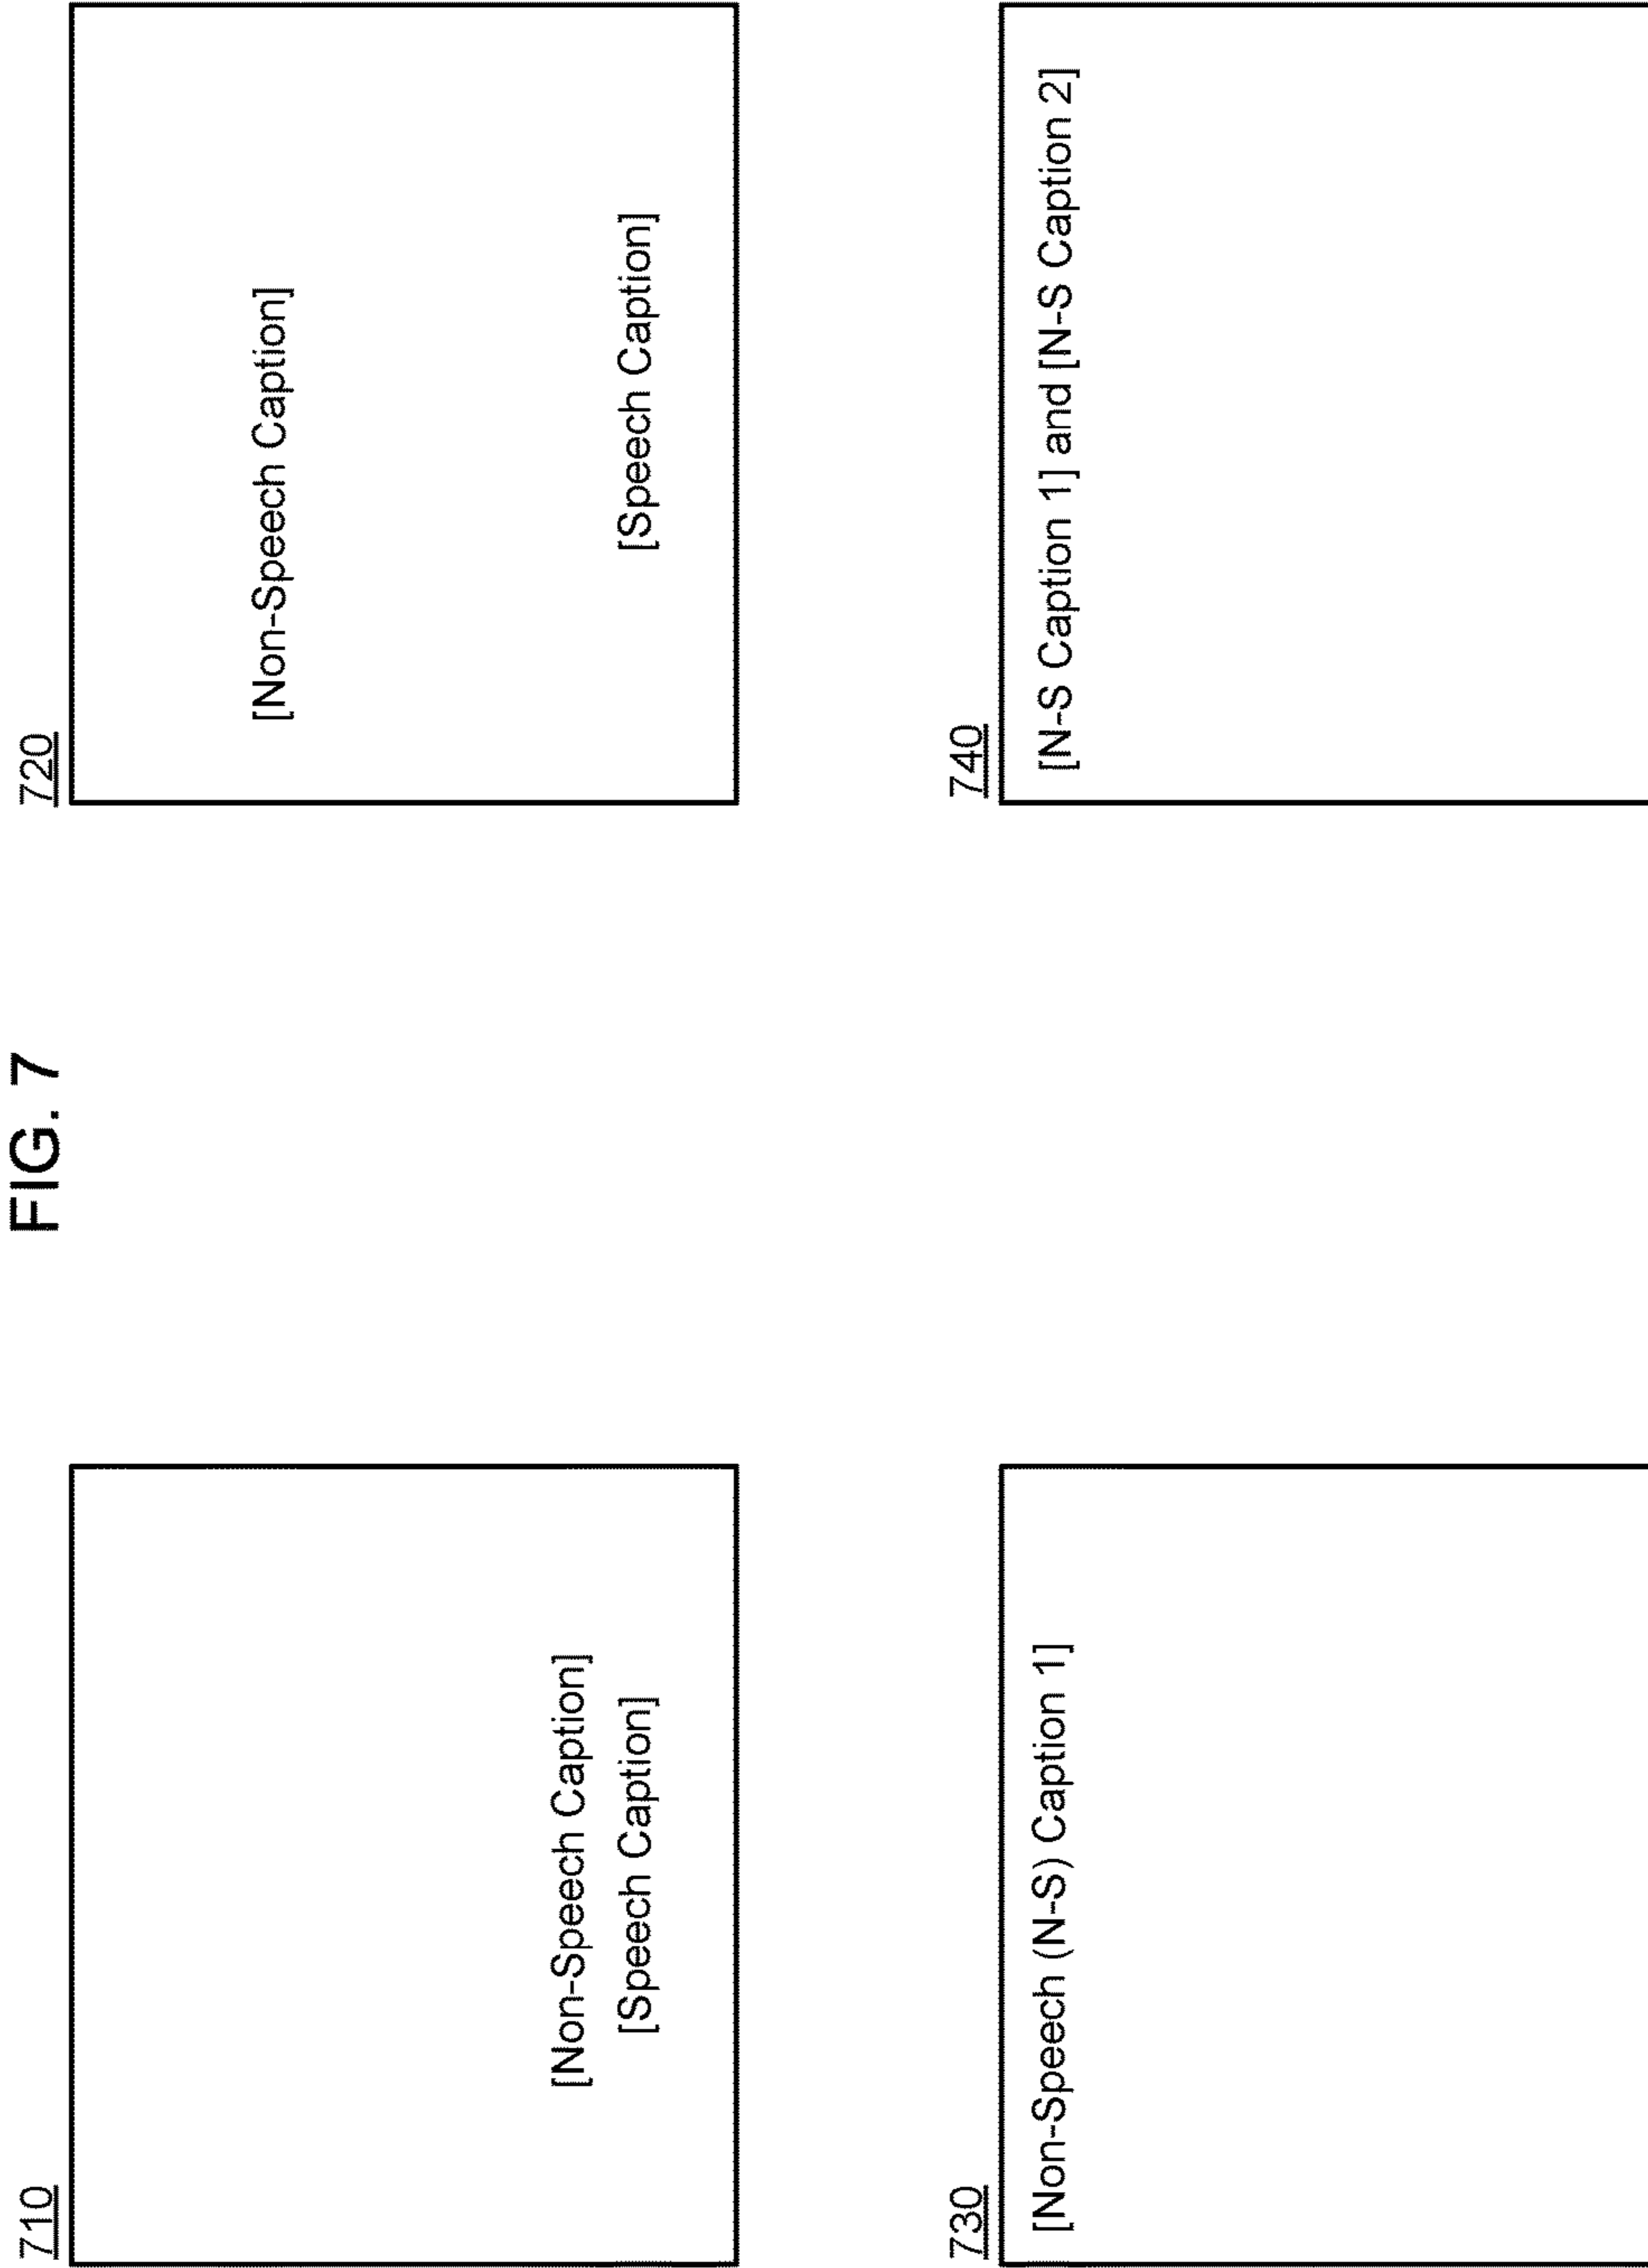 FIG. 7
710
[Non-Speech Caption]
[Speech Caption]
720
[Non-Speech Caption]
[Speech Caption]
730
[Non-Speech (N-S) Caption 1]
740
[N-S Caption 1] and [N-S Caption 2]